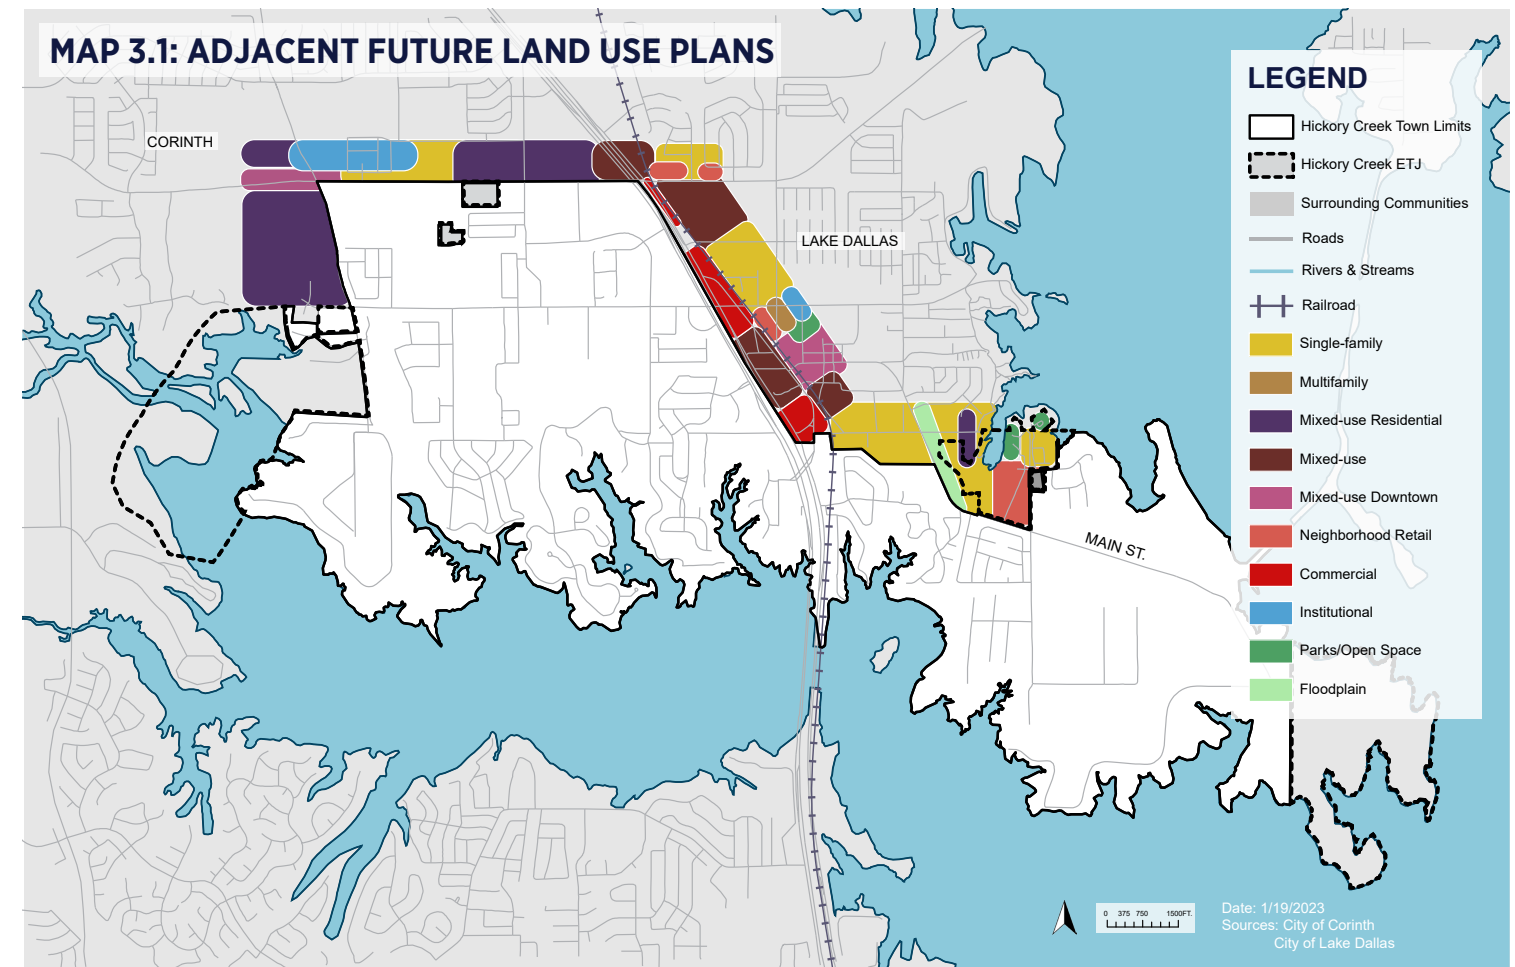 MAP 3.1: ADJACENT FUTURE LAND USE PLANS
LEGEND
Hickory Creek Town Limits
Hickory Creek ETJ
Surrounding Communities
Roads
Rivers & Streams
Railroad
Single-family
Multifamily
Mixed-use Residential
Mixed-use
Mixed-use Downtown
Neighborhood Retail
Commercial
Institutional
Parks/Open Space
Floodplain
CORINTH
LAKE DALLAS
MAIN ST.
0 375 750 1500FT.
Date: 1/19/2023
Sources: City of Corinth
City of Lake Dallas